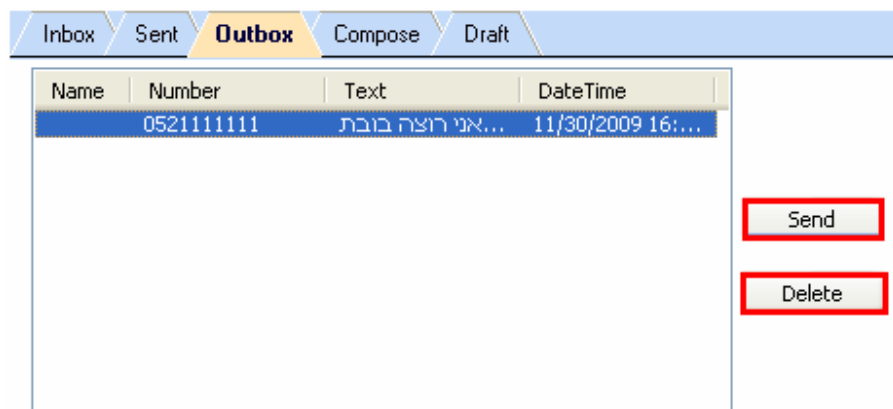 Inbox Sent Outbox Compose Draft
Name Number Text DateTime
0521111111 אני רוצה בובת... 11/30/2009 16:...
Send
Delete